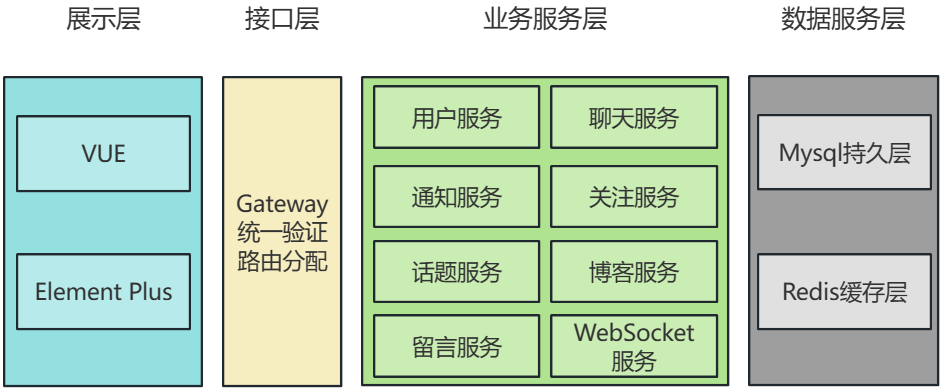 展示层
接口层
业务服务层
数据服务层
VUE
Element Plus
Gateway
统一验证
路由分配
用户服务
聊天服务
通知服务
关注服务
话题服务
博客服务
留言服务
WebSocket
服务
Mysql持久层
Redis缓存层